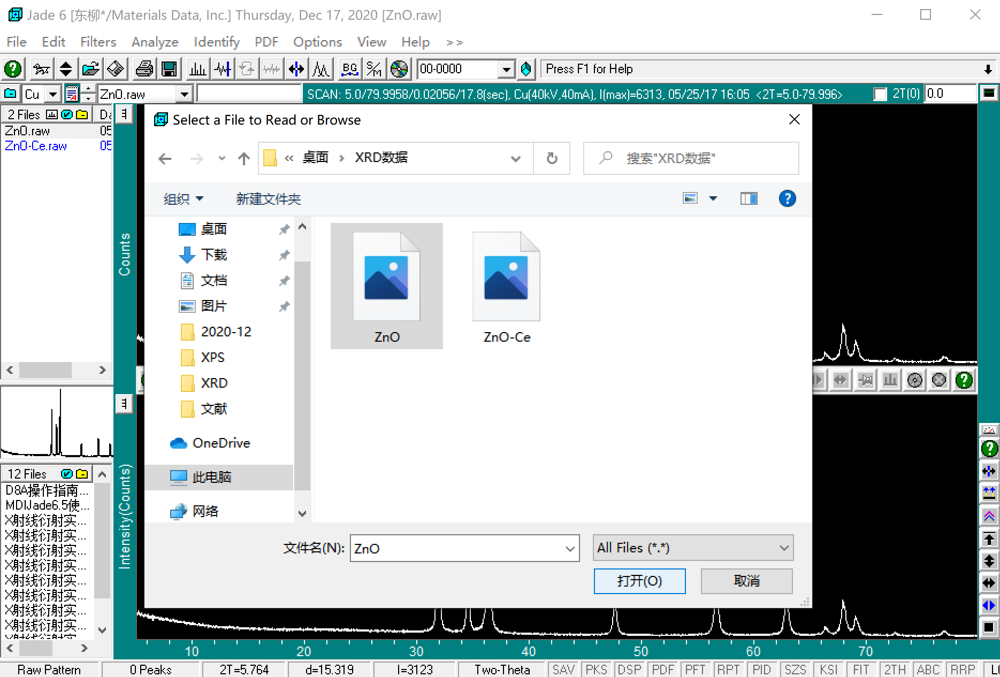 Jade 6 [东柳*/Materials Data, Inc.] Thursday, Dec 17, 2020 [ZnO.raw]
File Edit Filters Analyze Identify PDF Options View Help >>
BG S/M 00-0000 Press F1 for Help
Cu ZnO.raw SCAN: 5.0/79.9958/0.02056/17.8(sec), Cu(40kV,40mA), I(max)=6313, 05/25/17 16:05 <2T=5.0-79.996> 2T(0) 0.0
2 Files Da
ZnO.raw 05
ZnO-Ce.raw 05
Counts
Select a File to Read or Browse
« 桌面 › XRD数据
搜索"XRD数据"
组织 新建文件夹
桌面
下载
文档
图片
2020-12
XPS
XRD
文献
OneDrive
此电脑
网络
ZnO
ZnO-Ce
文件名(N): ZnO
All Files (*.*)
打开(O) 取消
12 Files
D8A操作指南...
MDIJade6.5使...
X射线衍射实...
X射线衍射实...
X射线衍射实...
X射线衍射实...
X射线衍射实...
X射线衍射实...
X射线衍射实...
X射线衍射实...
Intensity(Counts)
10 20 30 40 50 60 70
Raw Pattern 0 Peaks 2T=5.764 d=15.319 I=3123 Two-Theta SAV PKS DSP PDF PFT RPT PID SZS KSI FIT 2TH ABC RRP